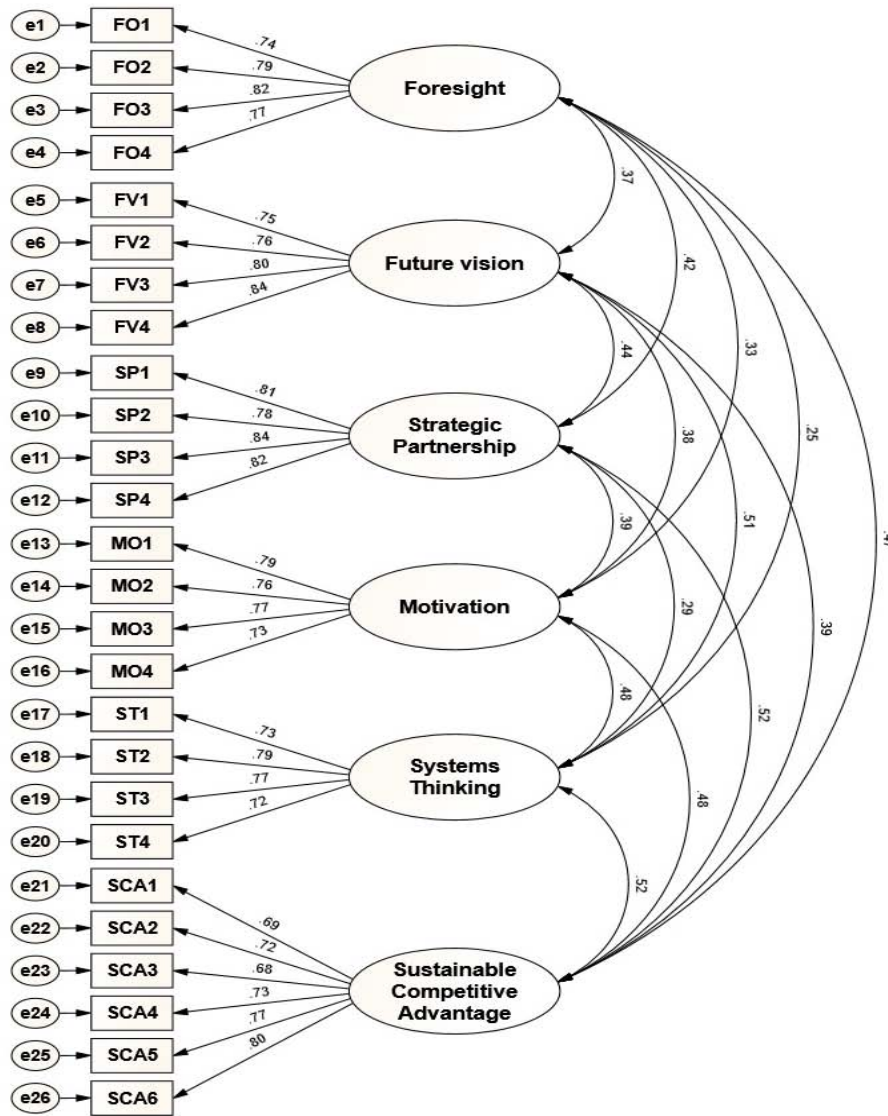 e1
FO1
.74
e2
FO2
.79
e3
FO3
.82
e4
FO4
.77
Foresight
e5
FV1
.75
e6
FV2
.76
e7
FV3
.80
e8
FV4
.84
Future vision
e9
SP1
.81
e10
SP2
.78
e11
SP3
.84
e12
SP4
.82
Strategic
Partnership
e13
MO1
.79
e14
MO2
.76
e15
MO3
.77
e16
MO4
.73
Motivation
e17
ST1
.73
e18
ST2
.79
e19
ST3
.77
e20
ST4
.72
Systems
Thinking
e21
SCA1
.69
e22
SCA2
.72
e23
SCA3
.68
e24
SCA4
.73
e25
SCA5
.77
e26
SCA6
.80
Sustainable
Competitive
Advantage
.37
.42
.33
.25
.47
.44
.38
.51
.39
.39
.29
.52
.48
.48
.52